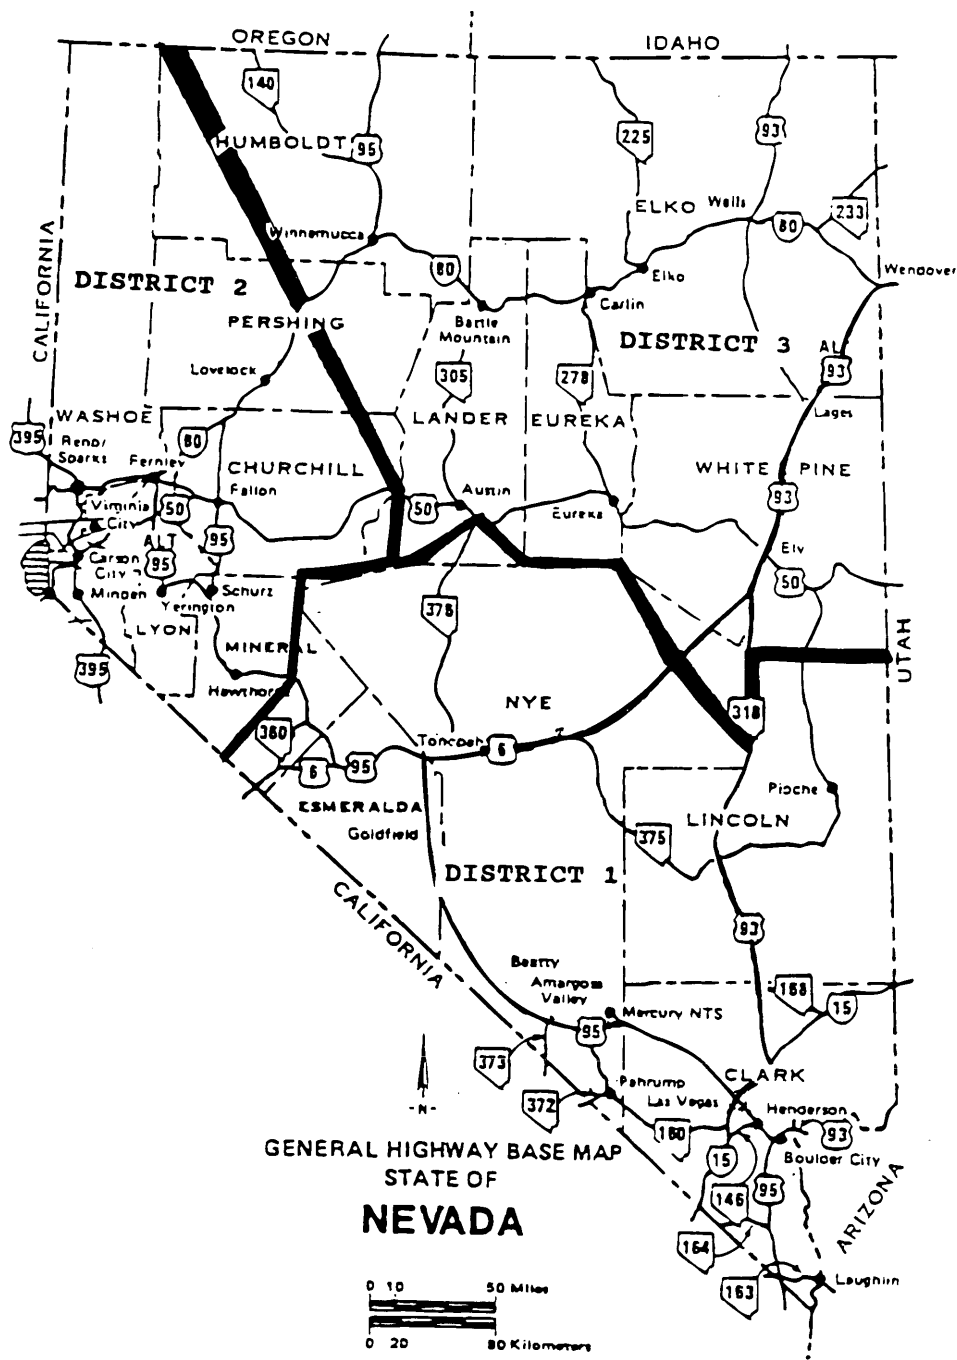 OREGON
IDAHO
140
HUMBOLDT
95
225
93
ELKO
Wells
80
233
Winnemucca
CALIFORNIA
DISTRICT 2
80
Elko
Wendover
Carlin
PERSHING
Battle
Mountain
DISTRICT 3
ALT
93
Lovelock
305
278
Lages
WASHOE
LANDER
EUREKA
395
Reno/
Sparks
80
Fernley
CHURCHILL
WHITE PINE
Fallon
Austin
93
Virginia
City
50
50
Eureka
ALT
95
95
Ely
50
Carson
City
Minden
Yerington
Schurz
378
LYON
MINERAL
UTAH
395
Hawthorne
NYE
318
360
Tonopah
6
6
95
Pioche
ESMERALDA
Goldfield
LINCOLN
375
DISTRICT 1
CALIFORNIA
93
Beatty
Amargosa
Valley
168
15
Mercury NTS
95
373
CLARK
372
Pahrump
Las Vegas
Henderson
-N-
160
93
GENERAL HIGHWAY BASE MAP
15
Boulder City
STATE OF
146
95
NEVADA
ARIZONA
164
163
Laughlin
0 10 50 Miles
0 20 80 Kilometers